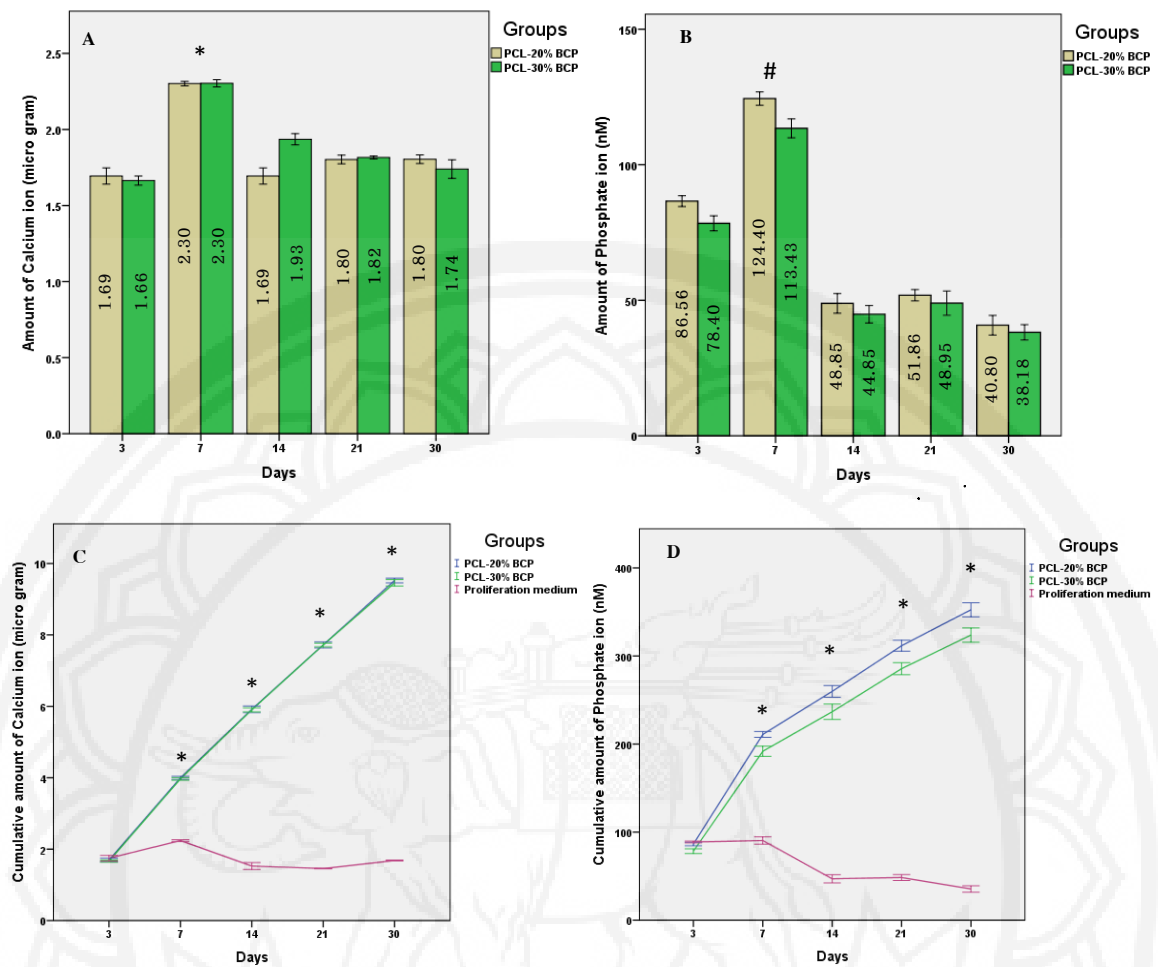 A
*
Groups
PCL-20% BCP
PCL-30% BCP
Amount of Calcium ion (micro gram)
2.5
2.0
1.5
1.0
0.5
0.0
1.69
1.66
2.30
2.30
1.69
1.93
1.80
1.82
1.80
1.74
3
7
14
21
30
Days
B
#
Groups
PCL-20% BCP
PCL-30% BCP
Amount of Phosphate ion (nM)
150
100
50
0
86.56
78.40
124.40
113.43
48.85
44.85
51.86
48.95
40.80
38.18
3
7
14
21
30
Days
C
*
*
*
*
Groups
PCL-20% BCP
PCL-30% BCP
Proliferation medium
Cumulative amount of Calcium ion (micro gram)
10
8
6
4
2
0
3
7
14
21
30
Days
D
*
*
*
*
Groups
PCL-20% BCP
PCL-30% BCP
Proliferation medium
Cumulative amount of Phosphate ion (nM)
400
300
200
100
0
3
7
14
21
30
Days